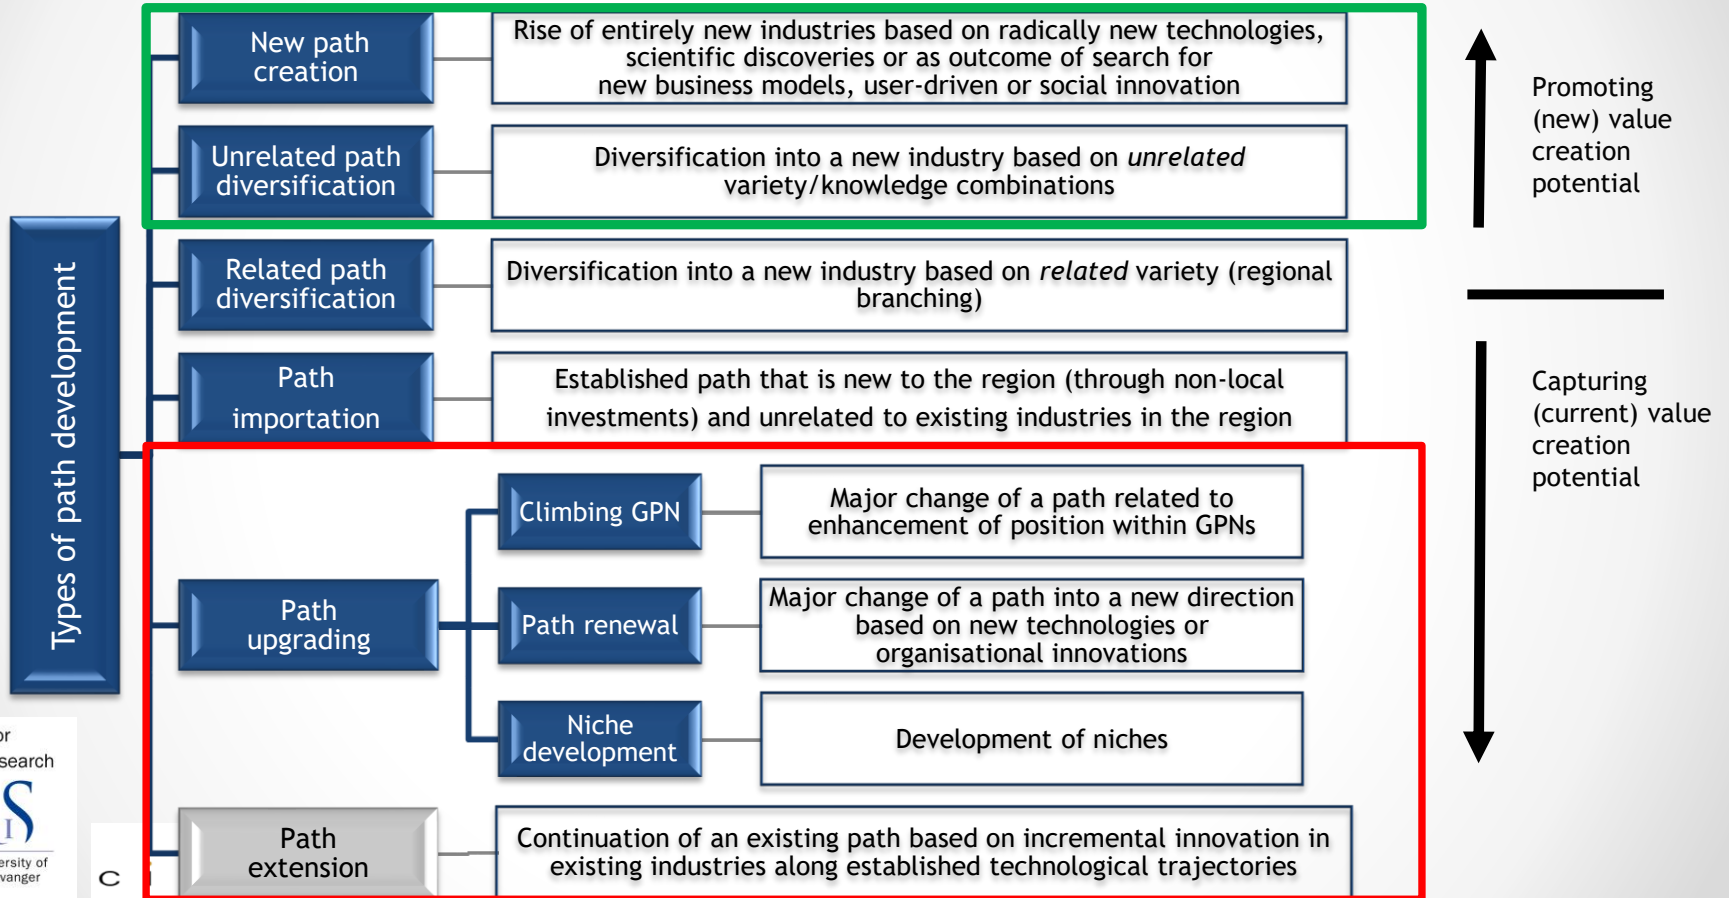 New path
creation
Rise of entirely new industries based on radically new technologies,
scientific discoveries or as outcome of search for
new business models, user-driven or social innovation
Unrelated path
diversification
Diversification into a new industry based on unrelated
variety/knowledge combinations
Promoting
(new) value
creation
potential
Types of path development
Related path
diversification
Diversification into a new industry based on related variety (regional
branching)
Path
importation
Established path that is new to the region (through non-local
investments) and unrelated to existing industries in the region
Capturing
(current) value
creation
potential
Path
upgrading
Climbing GPN
Major change of a path related to
enhancement of position within GPNs
Path renewal
Major change of a path into a new direction
based on new technologies or
organisational innovations
Niche
development
Development of niches
Path
extension
Continuation of an existing path based on incremental innovation in
existing industries along established technological trajectories